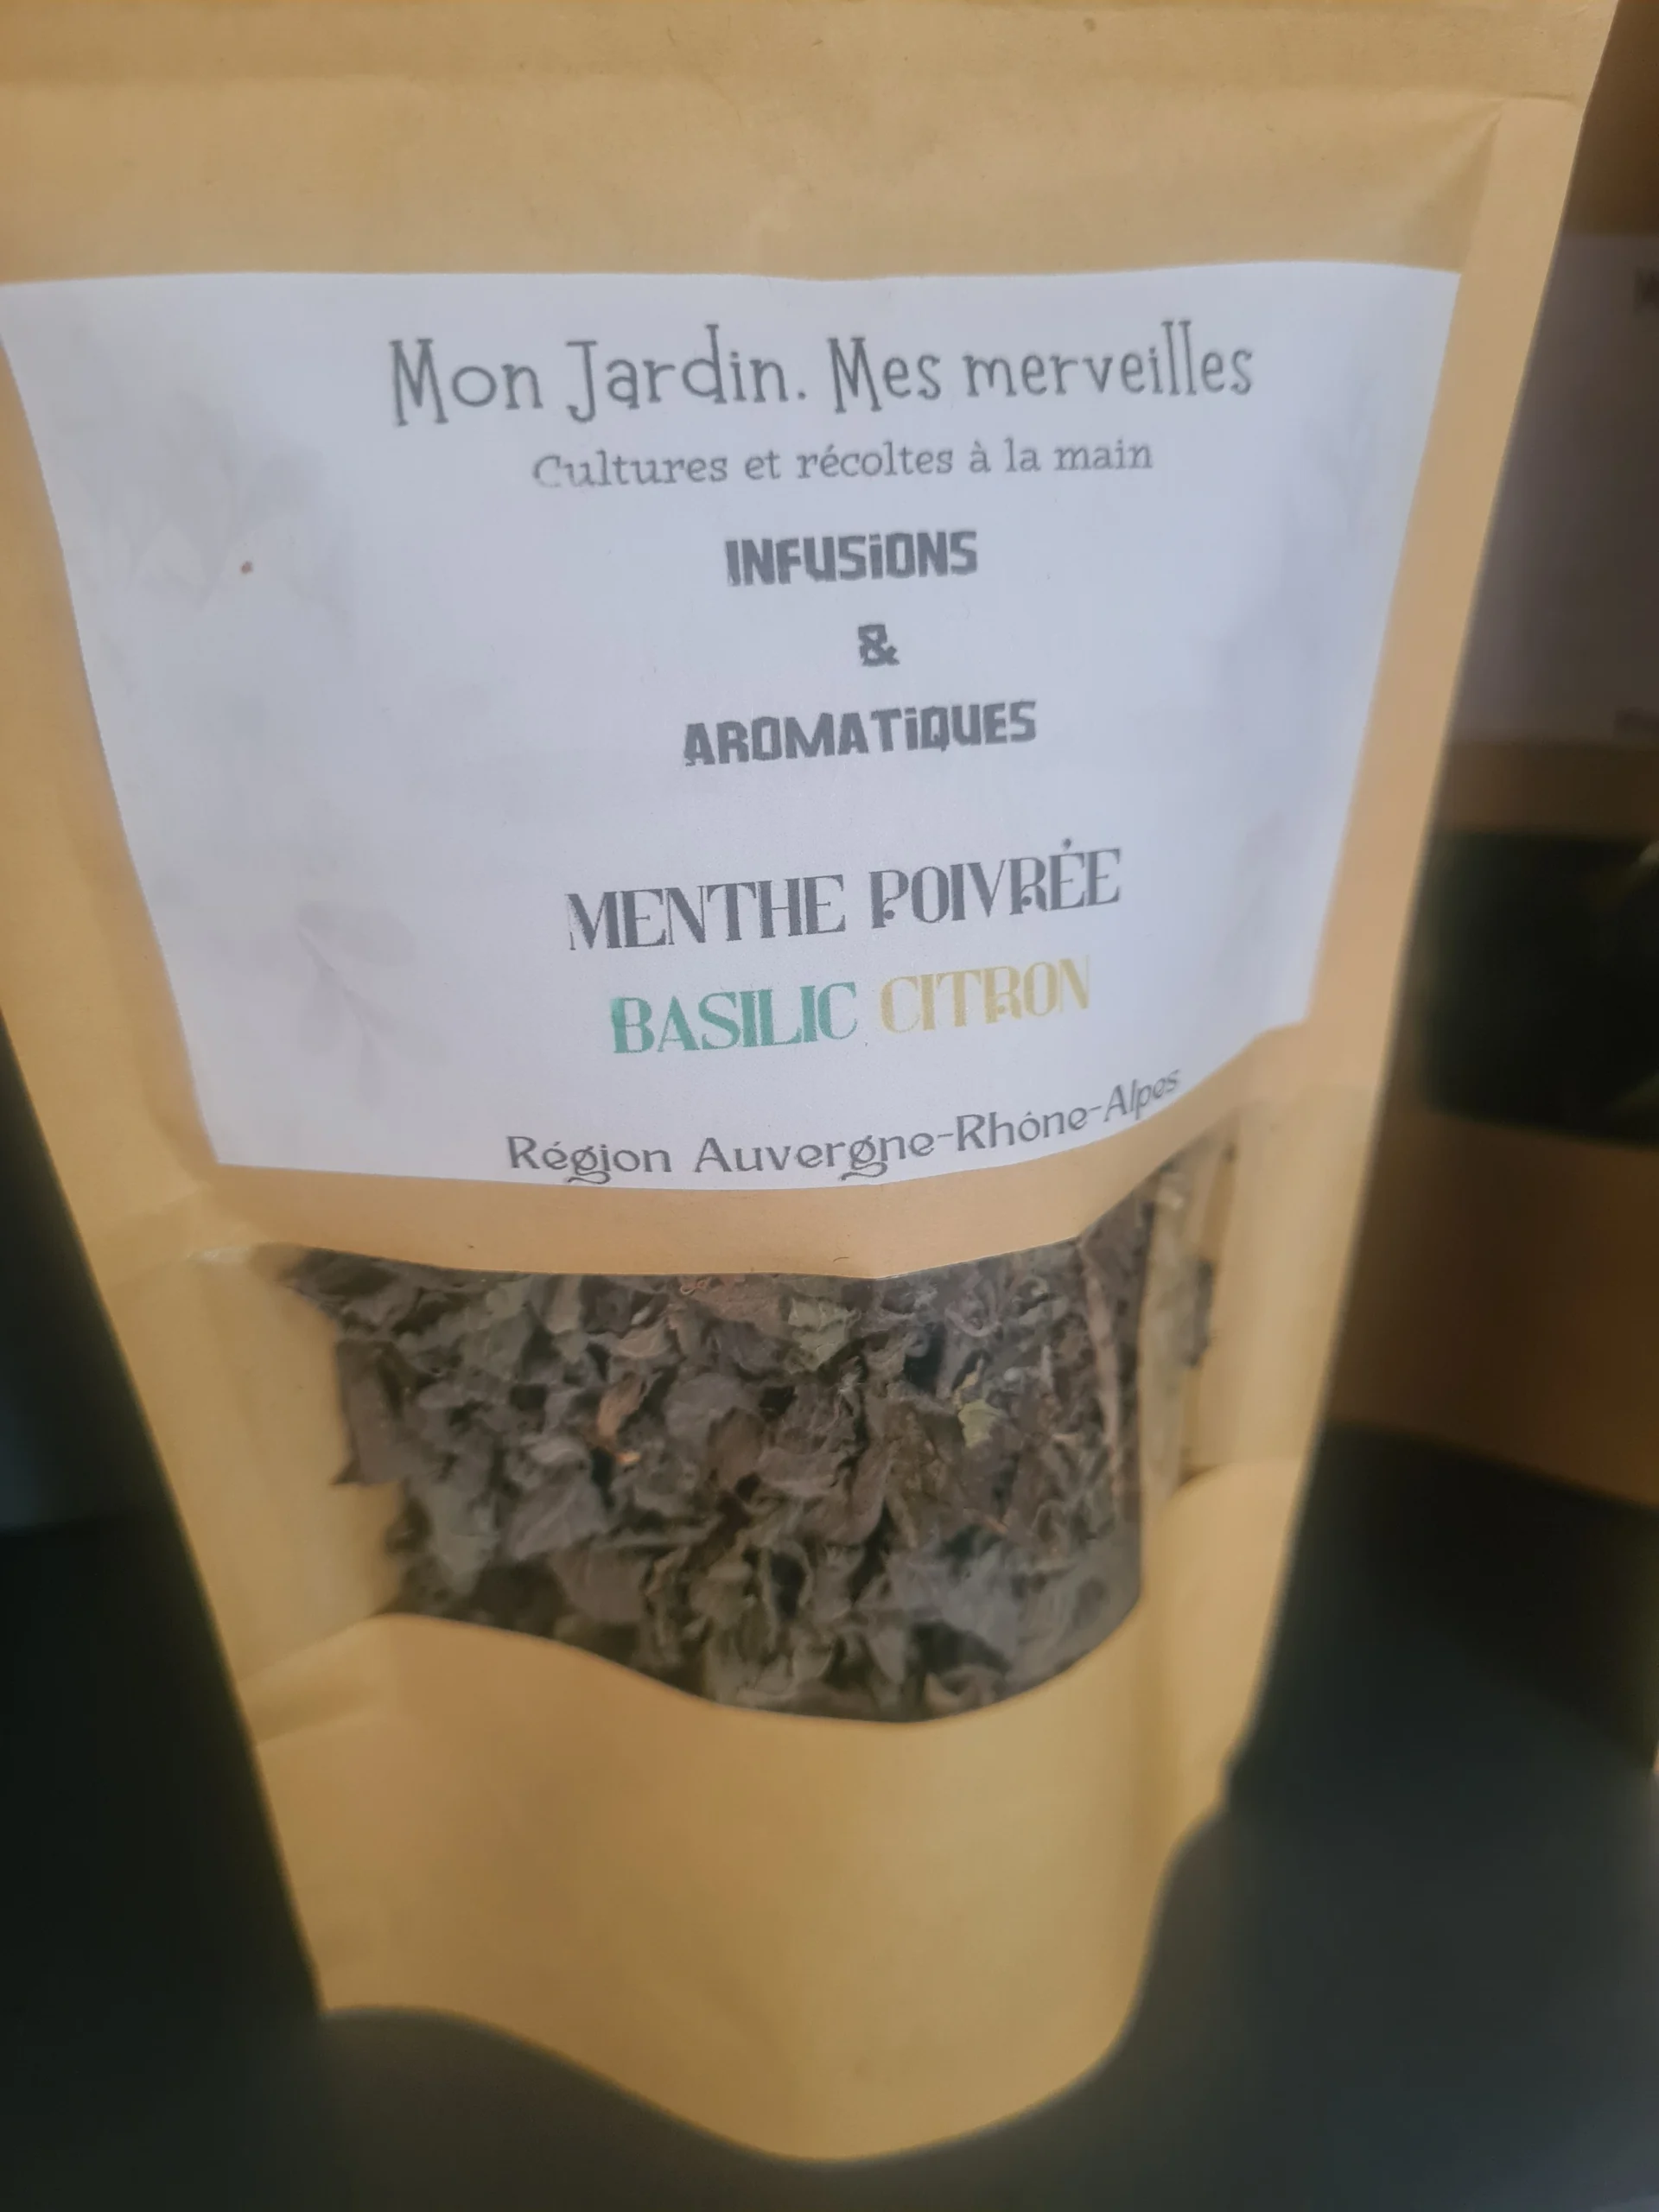 Mon Jardin. Mes merveilles
Cultures et récoltes à la main
INFUSiONS
&
AROMATiQUES
MENTHE POIVRÉE
BASILIC CITRON
Région Auvergne-Rhône-Alpes